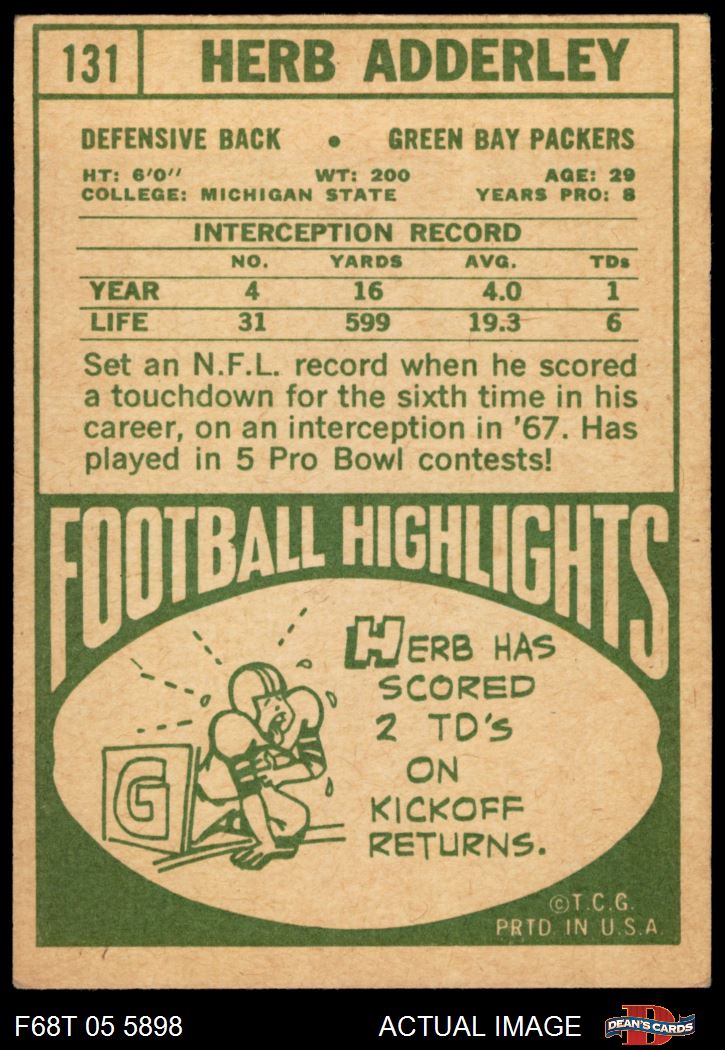 131 HERB ADDERLEY
DEFENSIVE BACK • GREEN BAY PACKERS
HT: 6'0" WT: 200 AGE: 29
COLLEGE: MICHIGAN STATE YEARS PRO: 8
INTERCEPTION RECORD
NO. YARDS AVG. TDs
YEAR 4 16 4.0 1
LIFE 31 599 19.3 6
Set an N.F.L. record when he scored
a touchdown for the sixth time in his
career, on an interception in '67. Has
played in 5 Pro Bowl contests!
FOOTBALL HIGHLIGHTS
HERB HAS
SCORED
2 TD'S
ON
KICKOFF
RETURNS.
G
©T.C.G.
PRTD IN U.S.A.
F68T 05 5898 ACTUAL IMAGE D DEAN'S CARDS